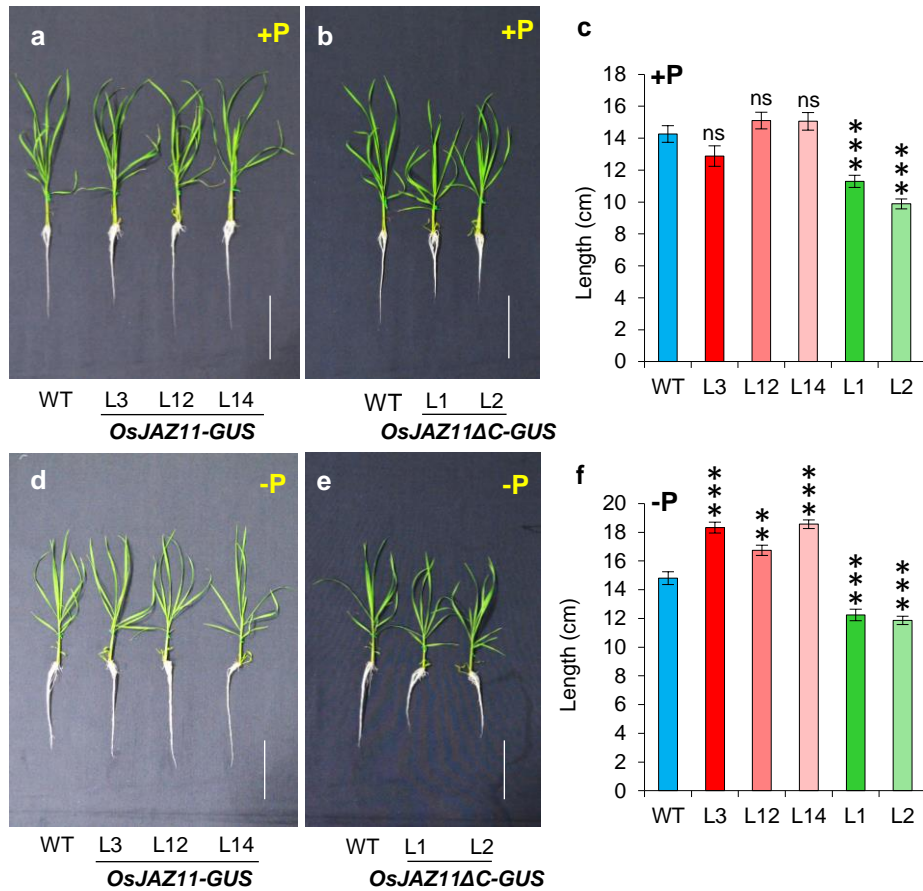 a
+P
WT L3 L12 L14
OsJAZ11-GUS
b
+P
WT L1 L2
OsJAZ11ΔC-GUS
c
+P
Length (cm)
18
16
14
12
10
8
6
4
2
0
ns
ns
ns
***
***
WT L3 L12 L14 L1 L2
d
-P
WT L3 L12 L14
OsJAZ11-GUS
e
-P
WT L1 L2
OsJAZ11ΔC-GUS
f
-P
Length (cm)
20
18
16
14
12
10
8
6
4
2
0
***
**
***
***
***
WT L3 L12 L14 L1 L2